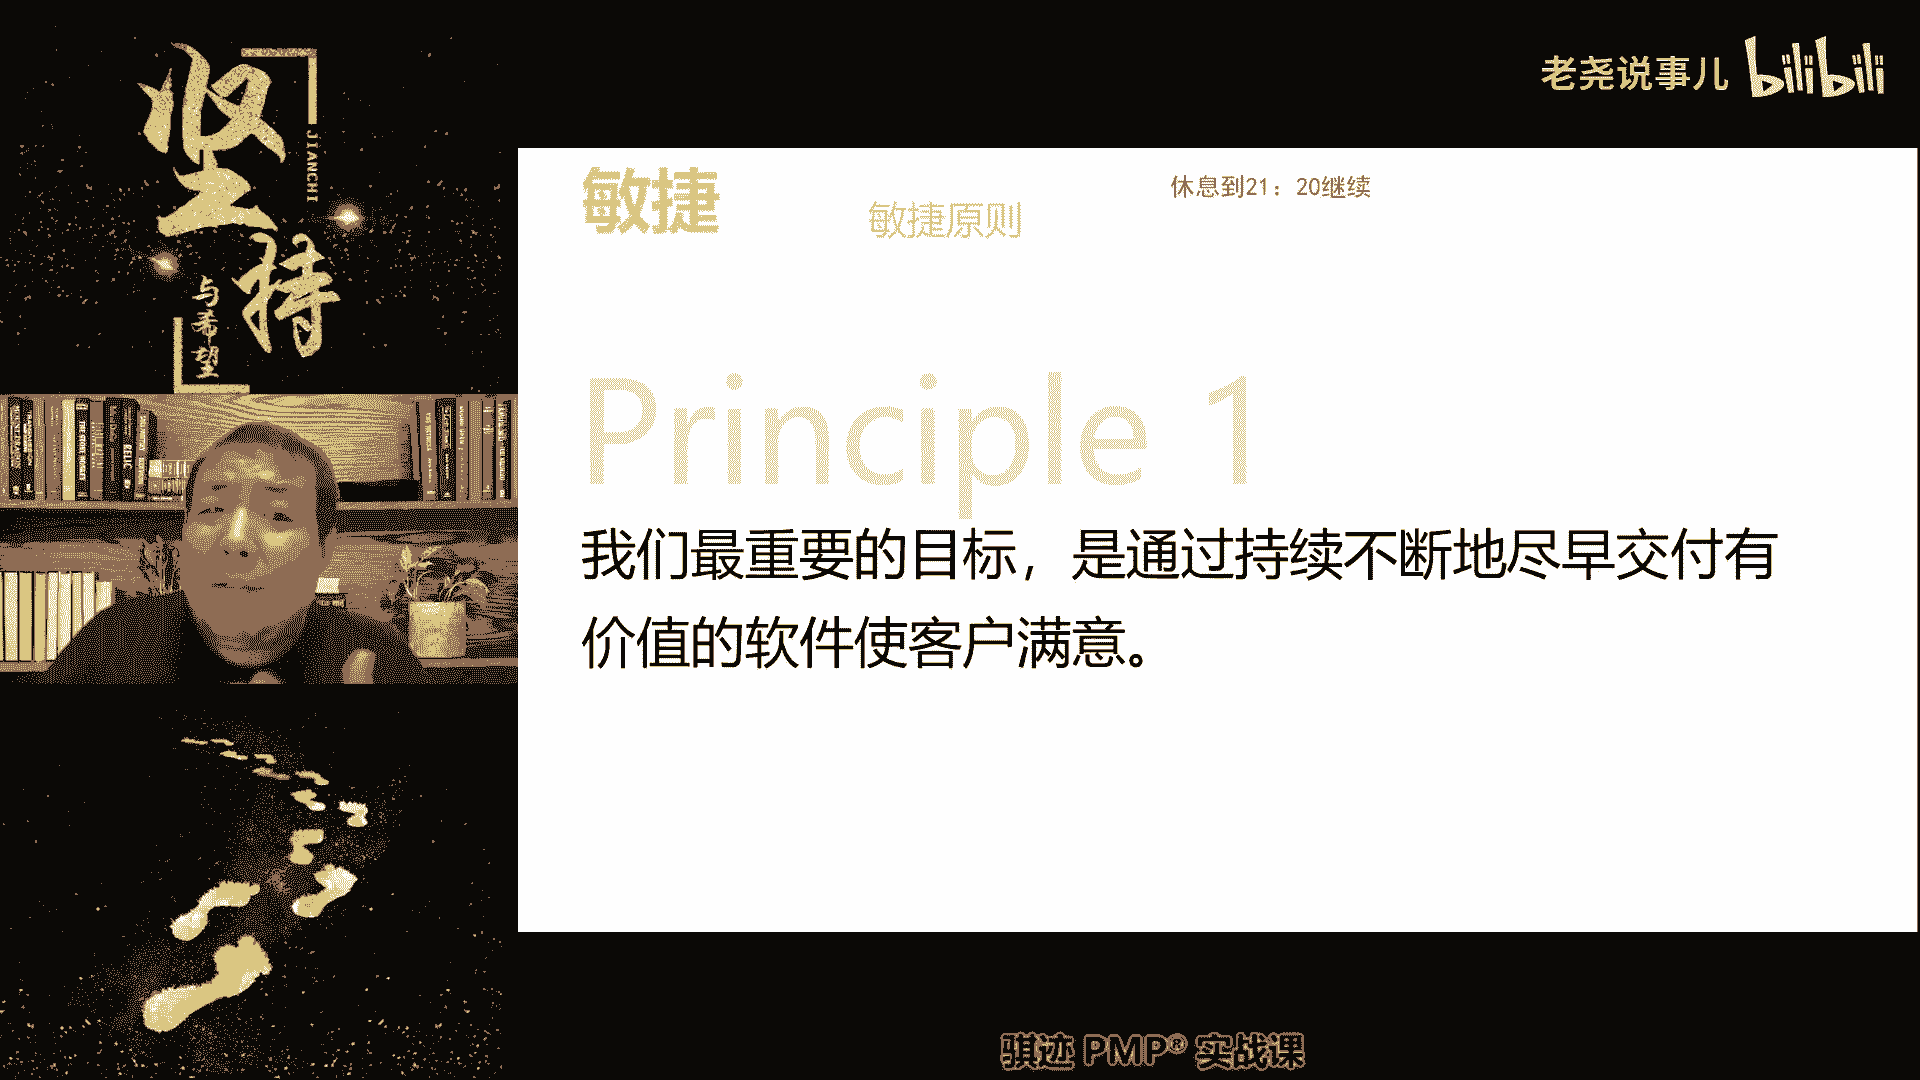 坚持
JIANCHI
与希望
老尧说事儿 bilibili
敏捷
敏捷原则
休息到21：20继续
Principle 1
我们最重要的目标，是通过持续不断地尽早交付有
价值的软件使客户满意。
骐迹 PMP® 实战课